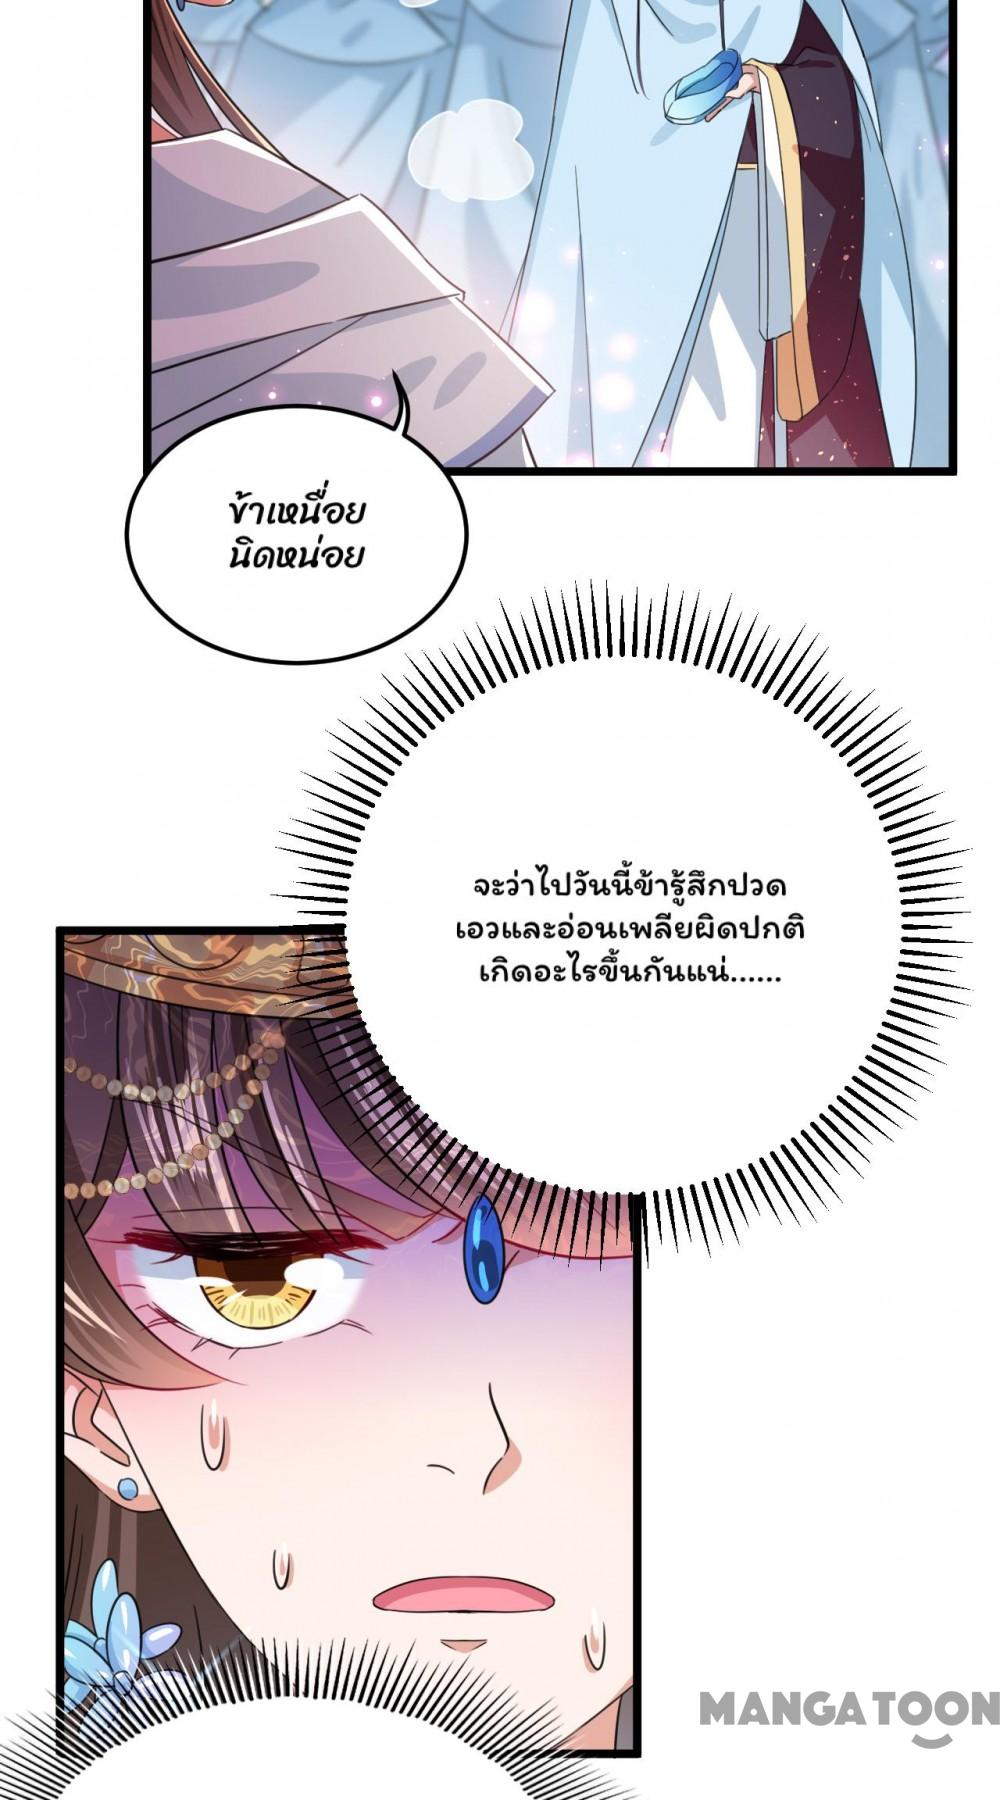 ข้าเหนื่อย
นิดหน่อย
จะว่าไปวันนี้ข้ารู้สึกปวด
เอวและอ่อนเพลียผิดปกติ
เกิดอะไรขึ้นกันแน่......
MANGATOON